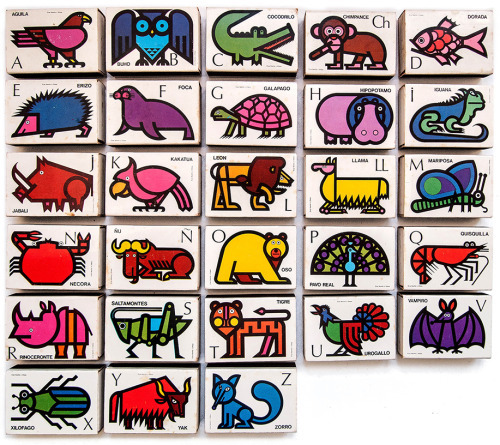 AGUILA
A
BUHO
B
COCODRILO
C
CHIMPANCE
Ch
DORADA
D
E
ERIZO
F
FOCA
G
GALAPAGO
H
HIPOPOTAMO
i
IGUANA
J
JABALI
K
KAKATUA
LEON
L
LLAMA
LL
M
MARIPOSA
N
NECORA
ÑU
Ñ
O
OSO
P
PAVO REAL
Q
QUISQUILLA
R
RINOCERONTE
SALTAMONTES
S
TIGRE
T
U
UROGALLO
VAMPIRO
V
XILOFAGO
X
Y
YAK
Z
ZORRO